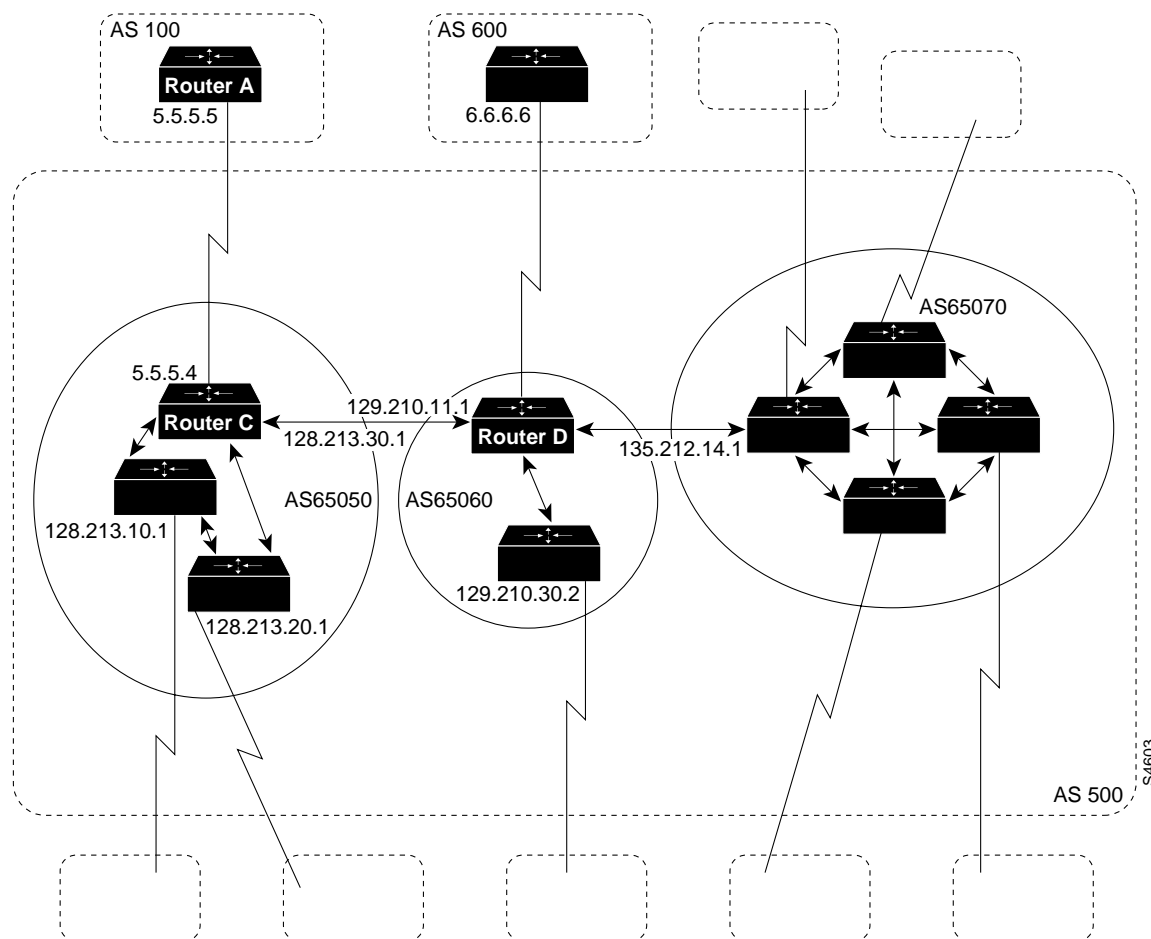 AS 100
AS 600
Router A
5.5.5.5
6.6.6.6
AS65070
5.5.5.4
Router C
129.210.11.1
128.213.30.1
Router D
135.212.14.1
AS65050
AS65060
128.213.10.1
129.210.30.2
128.213.20.1
S4603
AS 500